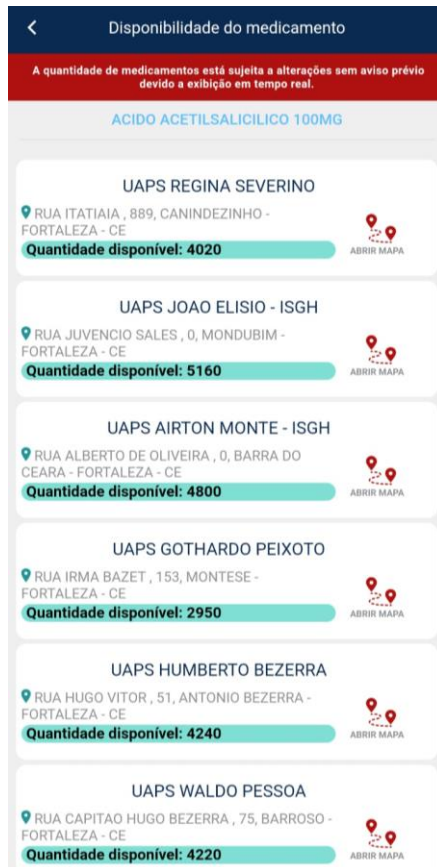 Disponibilidade do medicamento
A quantidade de medicamentos está sujeita a alterações sem aviso prévio
devido a exibição em tempo real.
ACIDO ACETILSALICILICO 100MG
UAPS REGINA SEVERINO
RUA ITATIAIA , 889, CANINDEZINHO -
FORTALEZA - CE
Quantidade disponível: 4020
ABRIR MAPA
UAPS JOAO ELISIO - ISGH
RUA JUVENCIO SALES , 0, MONDUBIM -
FORTALEZA - CE
Quantidade disponível: 5160
ABRIR MAPA
UAPS AIRTON MONTE - ISGH
RUA ALBERTO DE OLIVEIRA , 0, BARRA DO
CEARA - FORTALEZA - CE
Quantidade disponível: 4800
ABRIR MAPA
UAPS GOTHARDO PEIXOTO
RUA IRMA BAZET , 153, MONTESE -
FORTALEZA - CE
Quantidade disponível: 2950
ABRIR MAPA
UAPS HUMBERTO BEZERRA
RUA HUGO VITOR , 51, ANTONIO BEZERRA -
FORTALEZA - CE
Quantidade disponível: 4240
ABRIR MAPA
UAPS WALDO PESSOA
RUA CAPITAO HUGO BEZERRA , 75, BARROSO -
FORTALEZA - CE
Quantidade disponível: 4220
ABRIR MAPA